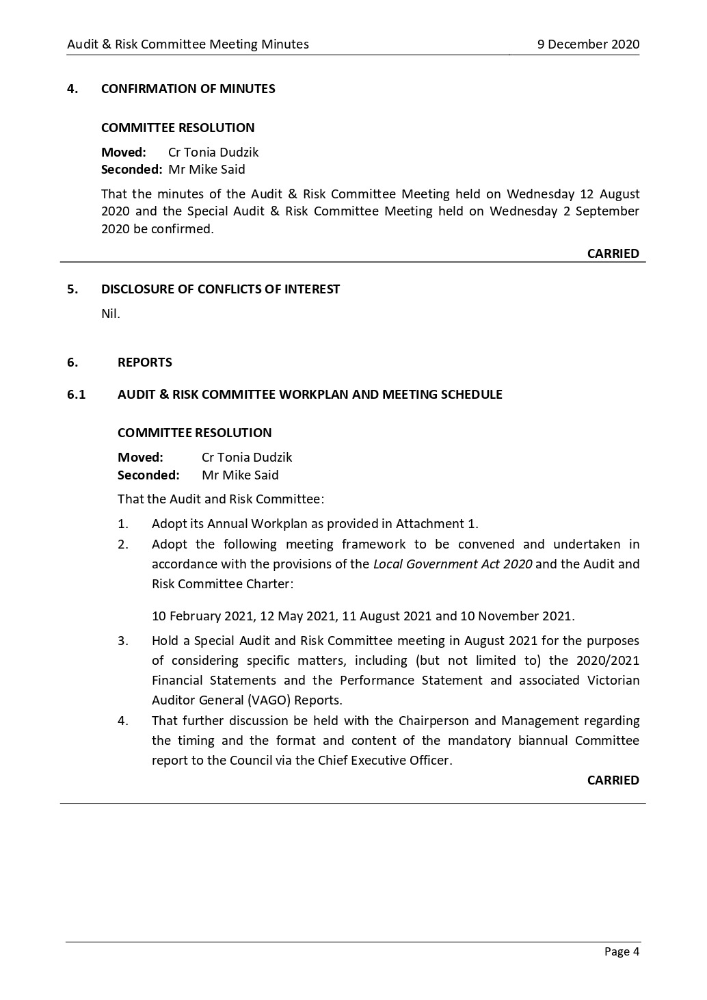 Audit & Risk Committee Meeting Minutes 9 December 2020
4. CONFIRMATION OF MINUTES
COMMITTEE RESOLUTION
Moved: Cr Tonia Dudzik
Seconded: Mr Mike Said
That the minutes of the Audit & Risk Committee Meeting held on Wednesday 12 August
2020 and the Special Audit & Risk Committee Meeting held on Wednesday 2 September
2020 be confirmed.
CARRIED
5. DISCLOSURE OF CONFLICTS OF INTEREST
Nil.
6. REPORTS
6.1 AUDIT & RISK COMMITTEE WORKPLAN AND MEETING SCHEDULE
COMMITTEE RESOLUTION
Moved: Cr Tonia Dudzik
Seconded: Mr Mike Said
That the Audit and Risk Committee:
1. Adopt its Annual Workplan as provided in Attachment 1.
2. Adopt the following meeting framework to be convened and undertaken in
accordance with the provisions of the Local Government Act 2020 and the Audit and
Risk Committee Charter:
10 February 2021, 12 May 2021, 11 August 2021 and 10 November 2021.
3. Hold a Special Audit and Risk Committee meeting in August 2021 for the purposes
of considering specific matters, including (but not limited to) the 2020/2021
Financial Statements and the Performance Statement and associated Victorian
Auditor General (VAGO) Reports.
4. That further discussion be held with the Chairperson and Management regarding
the timing and the format and content of the mandatory biannual Committee
report to the Council via the Chief Executive Officer.
CARRIED
Page 4